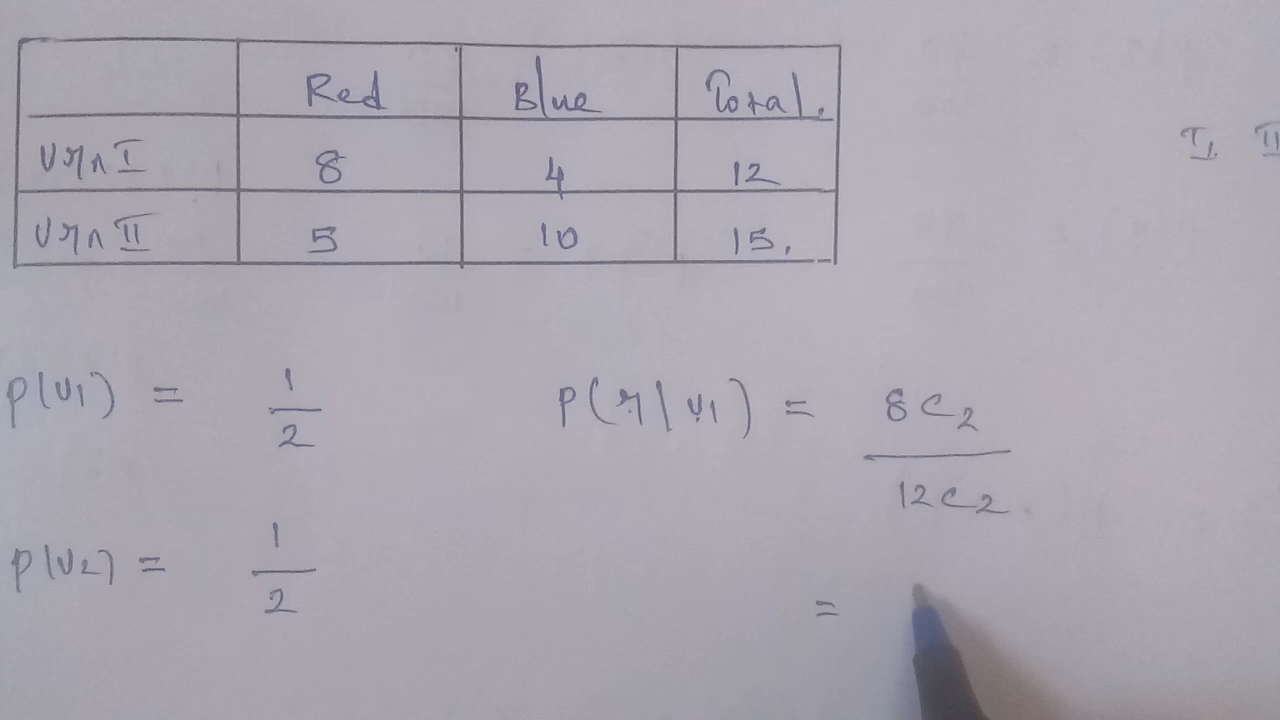 Red Blue Total.
Urn I 8 4 12
Urn II 5 10 15.
I II
P(U1) = 1/2
P(r|U1) = 8C2/12C2
P(U2) = 1/2
=